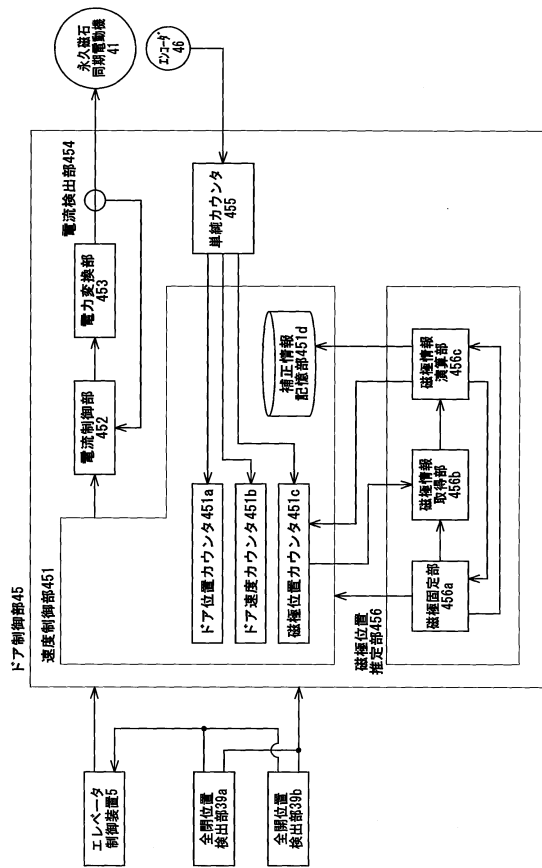 ドア制御部45
速度制御部451
エレベータ
制御装置5
全開位置
検出部39a
全閉位置
検出部39b
電流制御部
452
電力変換部
453
電流検出部454
永久磁石
同期電動機
41
エンコーダ
46
単純カウンタ
455
ドア位置カウンタ451a
ドア速度カウンタ451b
磁極位置カウンタ451c
補正情報
記憶部451d
磁極位置
推定部456
磁極固定部
456a
磁極情報
取得部
456b
磁極情報
演算部
456c